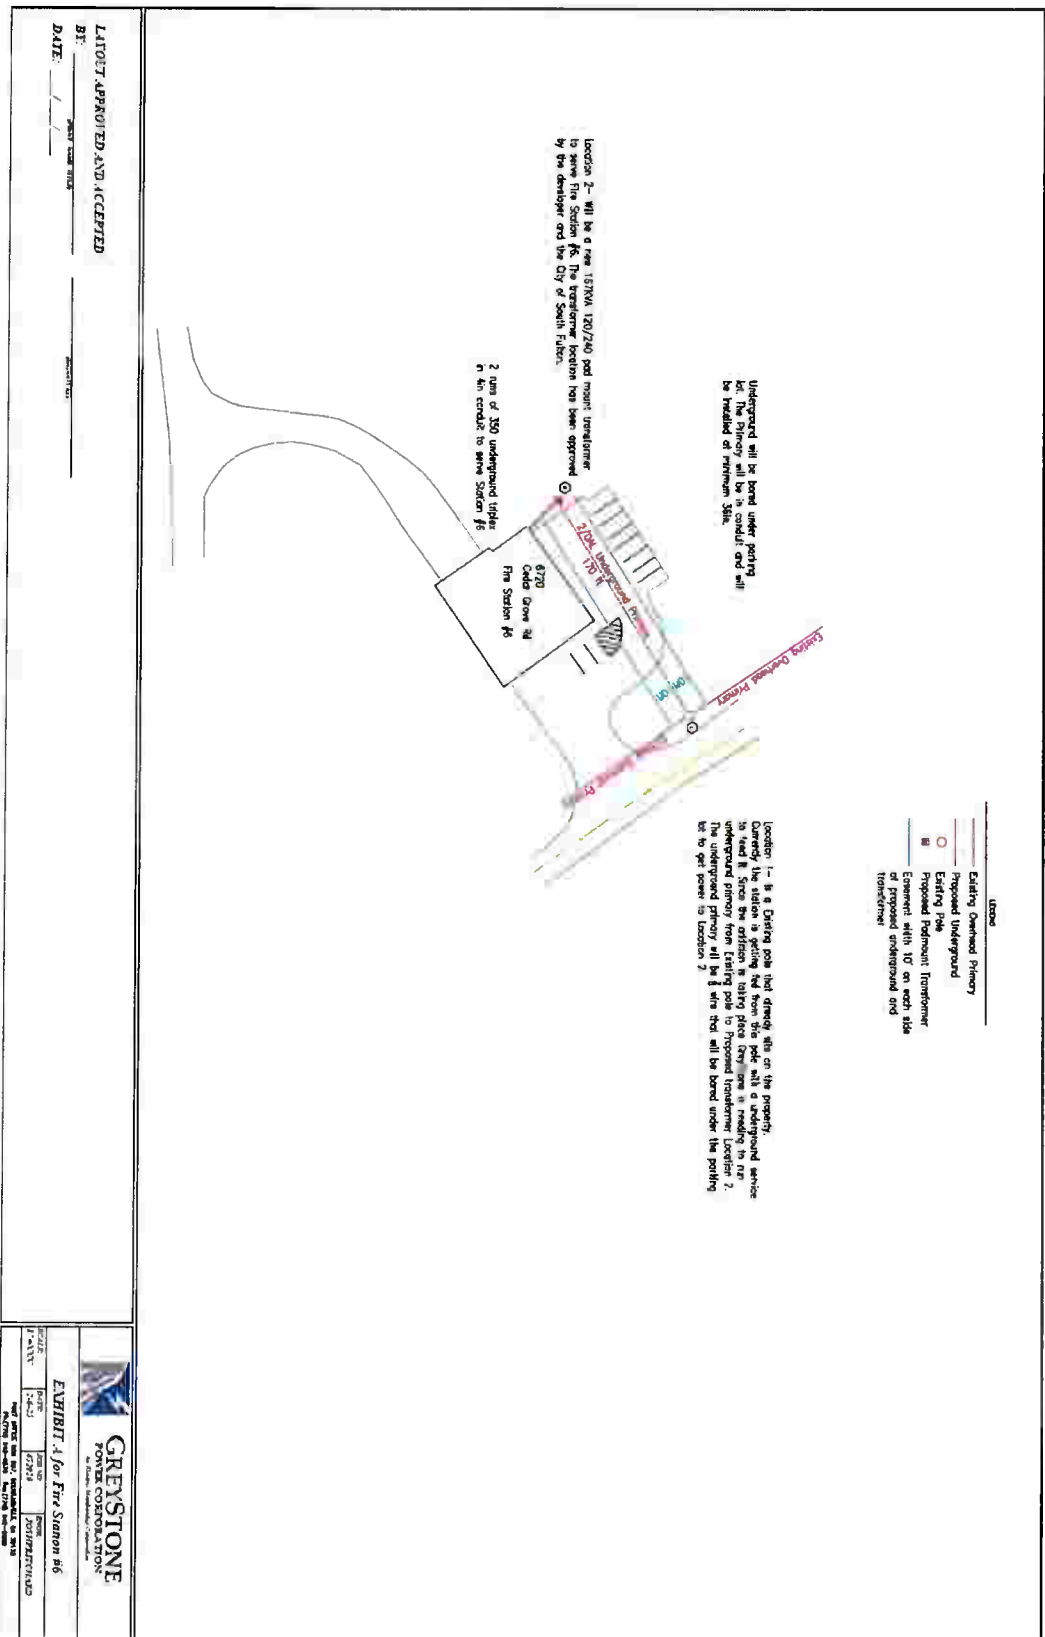 LEGEND
Existing Overhead Primary
Proposed Underground
Existing Pole
Proposed Padmount Transformer
Easement width 10' on each side
of proposed underground and
transformer
Underground will be bored under parking
lot. The Primary will be in conduit and will
be installed at minimum 36in.
Location 2- Will be a new 167KVA 120/240 pad mount transformer
to serve Fire Station #6. The transformer location has been approved
by the developer and the City of South Fulton.
2 runs of 350 underground triplex
in 4in conduit to serve Station #6
Existing Overhead Primary
2/0AL Underground Pri.
170 ft
6720
Cedar Grove Rd
Fire Station #6
Location 1- Is a Existing pole that already sits on the property.
Currently the station is getting fed from this pole with a underground service
to feed it. Since the addition is taking place Greystone is needing to run
underground primary from Existing pole to Proposed transformer Location 2.
The underground primary will be wire that will be bored under the parking
lot to get power to Location 2.
LAYOUT APPROVED AND ACCEPTED
BY:
DATE: / /
GREYSTONE
POWER CORPORATION
EXHIBIT A for Fire Station #6
SCALE
DATE